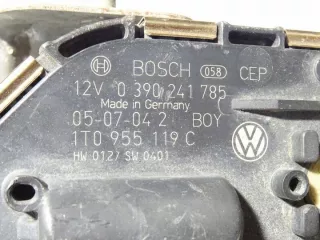 BOSCH 058 CEP
12V 0 390 241 785
Made in Germany
05-07-04 2 BOY
1T0 955 119 C
HW 0127 SW 0401